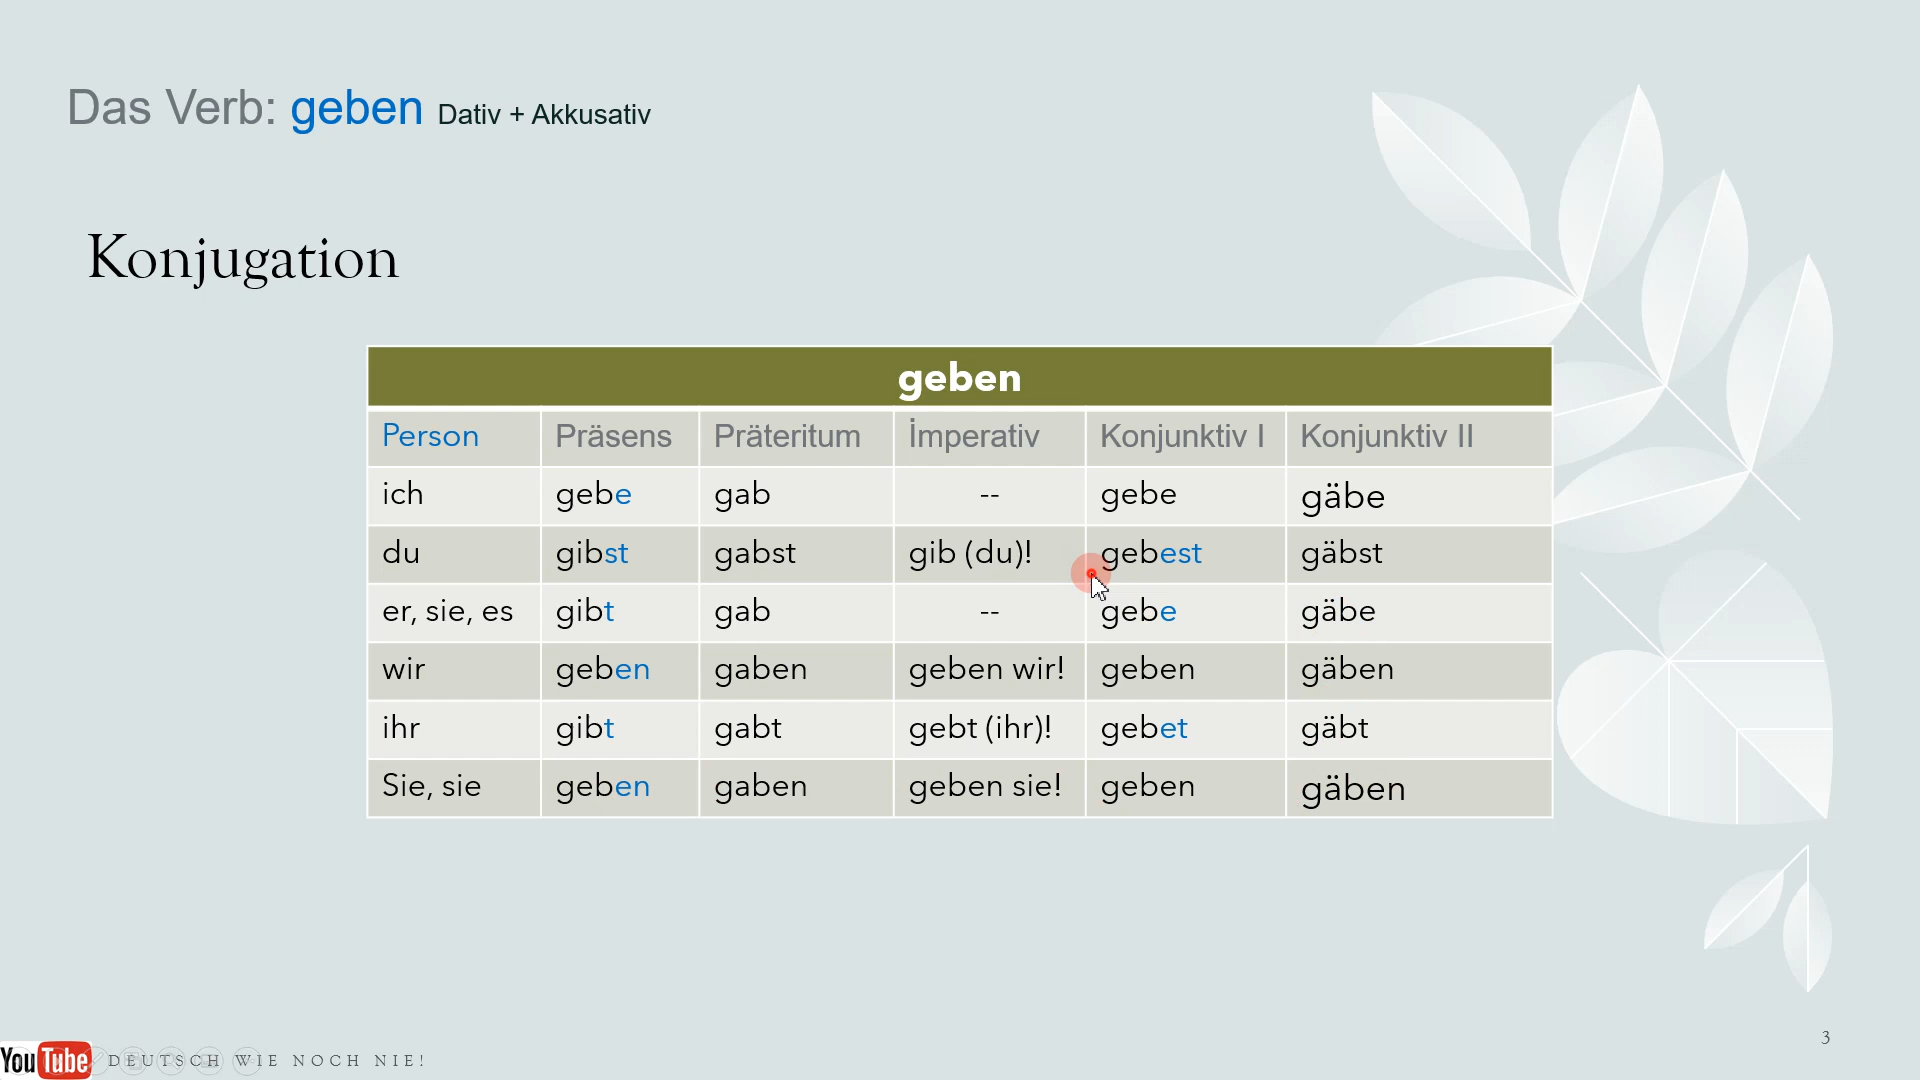 Das Verb: geben Dativ + Akkusativ
Konjugation
geben
Person Präsens Präteritum İmperativ Konjunktiv I Konjunktiv II
ich gebe gab -- gebe gäbe
du gibst gabst gib (du)! gebest gäbst
er, sie, es gibt gab -- gebe gäbe
wir geben gaben geben wir! geben gäben
ihr gibt gabt gebt (ihr)! gebet gäbt
Sie, sie geben gaben geben sie! geben gäben
3
YouTube DEUTSCH WIE NOCH NIE!